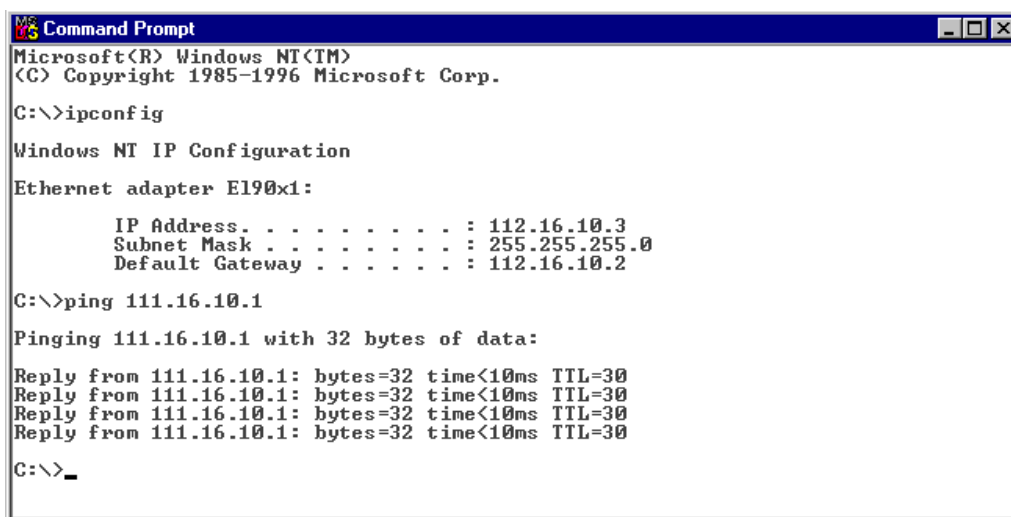 Command Prompt
Microsoft(R) Windows NT(TM)
(C) Copyright 1985-1996 Microsoft Corp.
C:\>ipconfig
Windows NT IP Configuration
Ethernet adapter El90x1:
IP Address. . . . . . . . . : 112.16.10.3
Subnet Mask . . . . . . . . : 255.255.255.0
Default Gateway . . . . . . : 112.16.10.2
C:\>ping 111.16.10.1
Pinging 111.16.10.1 with 32 bytes of data:
Reply from 111.16.10.1: bytes=32 time<10ms TTL=30
Reply from 111.16.10.1: bytes=32 time<10ms TTL=30
Reply from 111.16.10.1: bytes=32 time<10ms TTL=30
Reply from 111.16.10.1: bytes=32 time<10ms TTL=30
C:\>_